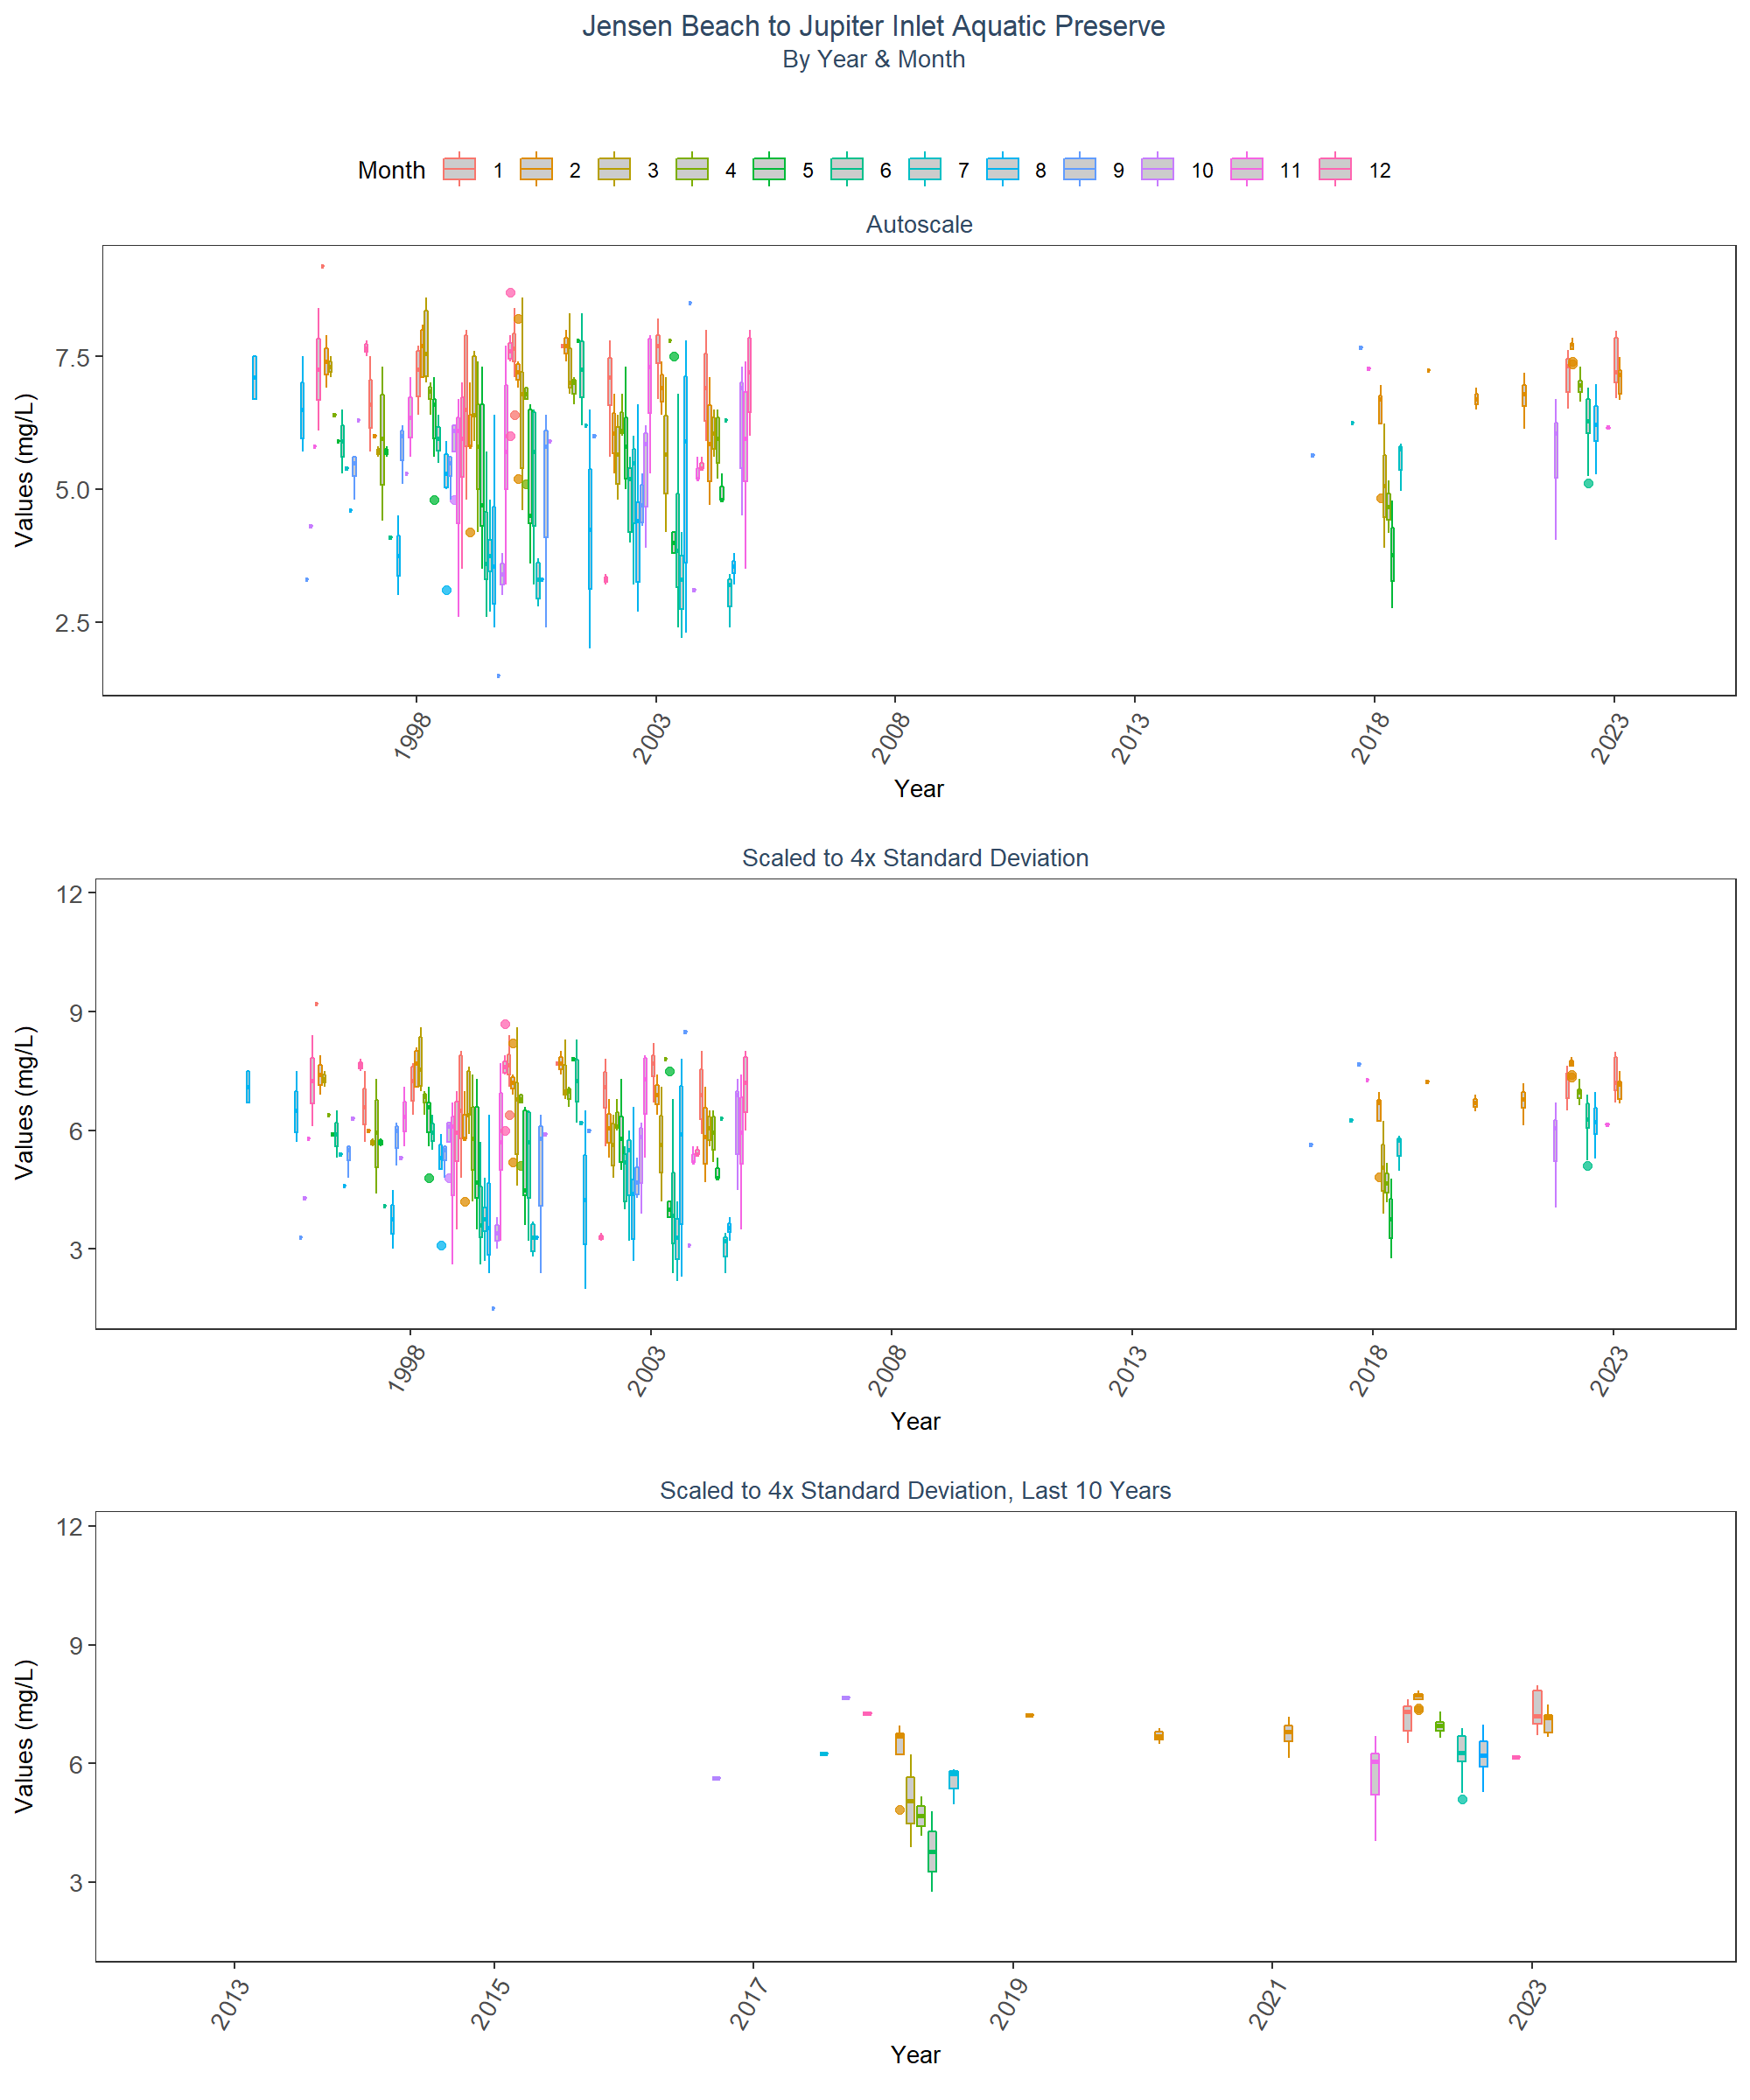 Jensen Beach to Jupiter Inlet Aquatic Preserve
By Year & Month
Month 1 2 3 4 5 6 7 8 9 10 11 12
Autoscale
Values (mg/L)
7.5
5.0
2.5
1998 2003 2008 2013 2018 2023
Year
Scaled to 4x Standard Deviation
Values (mg/L)
12
9
6
3
1998 2003 2008 2013 2018 2023
Year
Scaled to 4x Standard Deviation, Last 10 Years
Values (mg/L)
12
9
6
3
2013 2015 2017 2019 2021 2023
Year